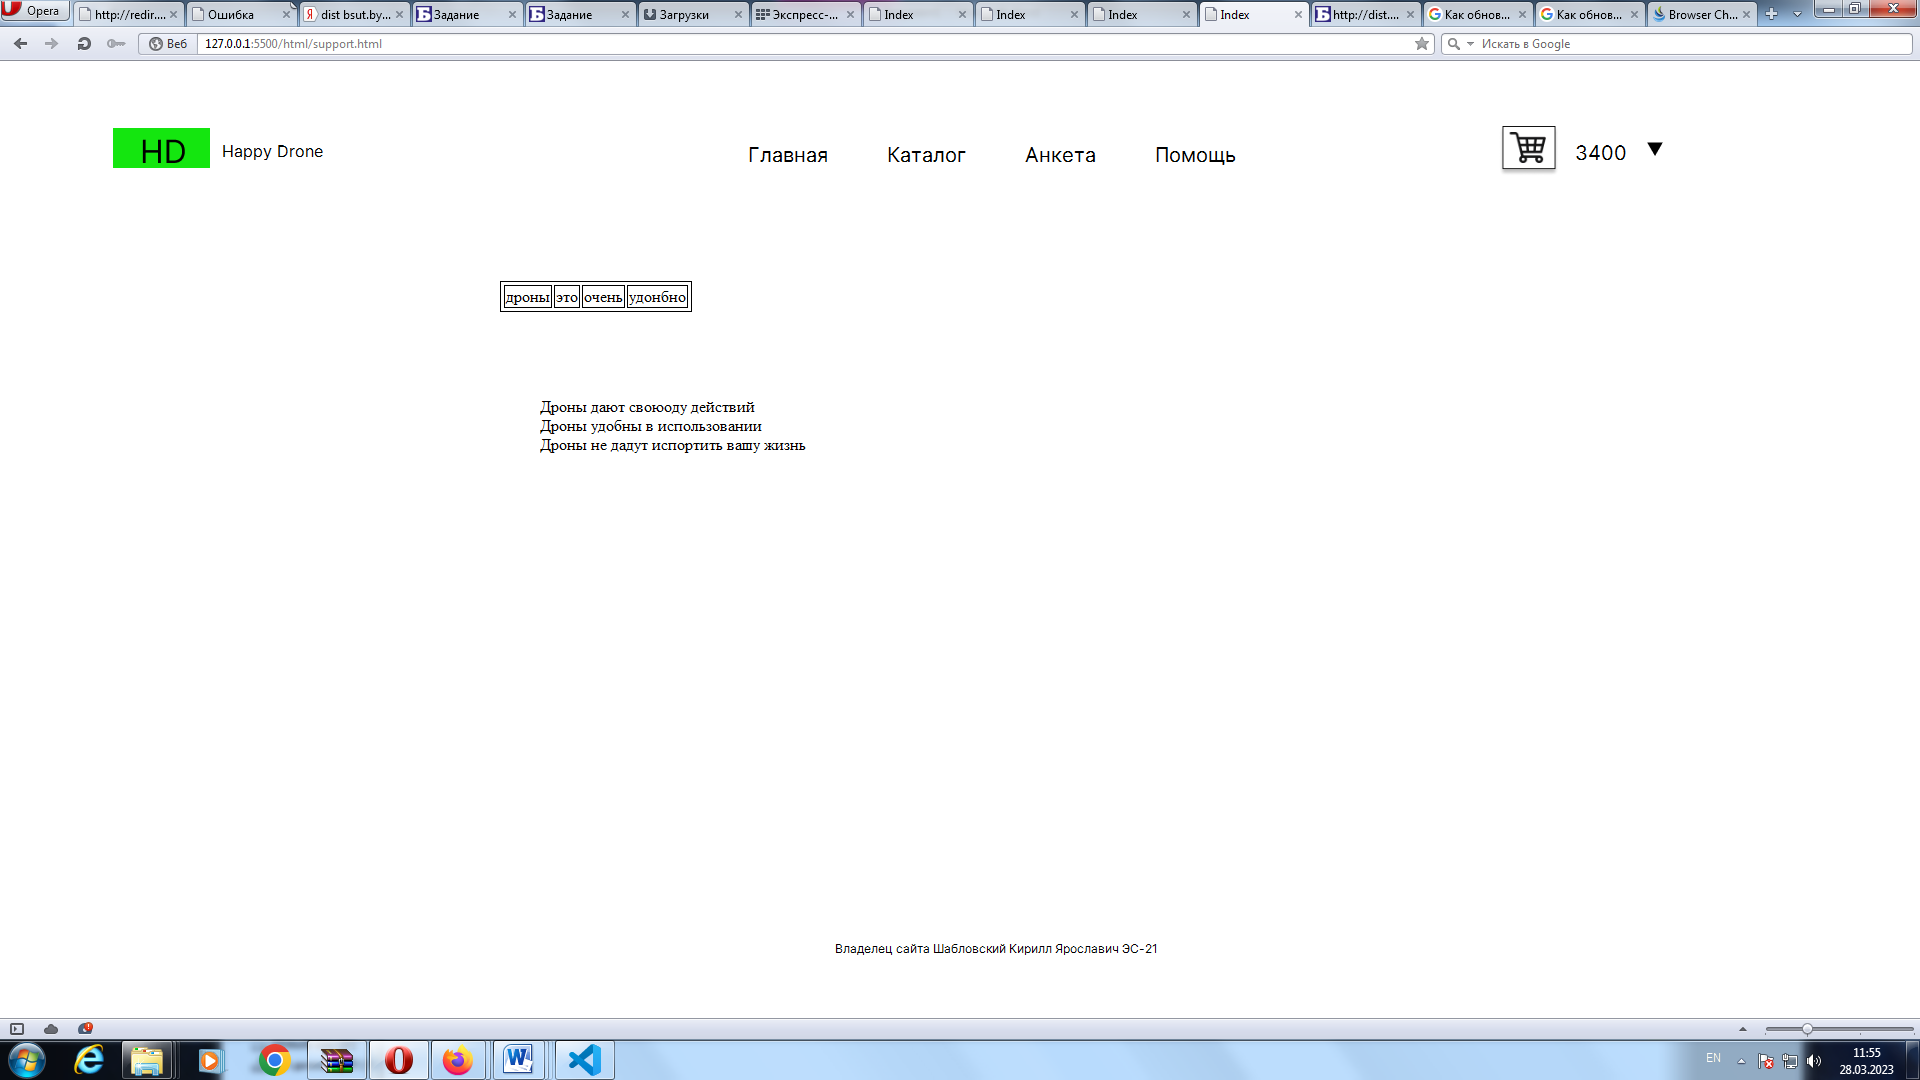 Opera
http://redir....
Ошибка
dist bsut.by...
Задание
Задание
Загрузки
Экспресс-...
Index
Index
Index
Index
http://dist....
Как обнов...
Как обнов...
Browser Ch...
Веб
127.0.0.1:5500/html/support.html
Искать в Google
HD
Happy Drone
Главная
Каталог
Анкета
Помощь
3400
дроны это очень удонбно
Дроны дают своюоду действий
Дроны удобны в использовании
Дроны не дадут испортить вашу жизнь
Владелец сайта Шабловский Кирилл Ярославич ЭС-21
EN
11:55
28.03.2023